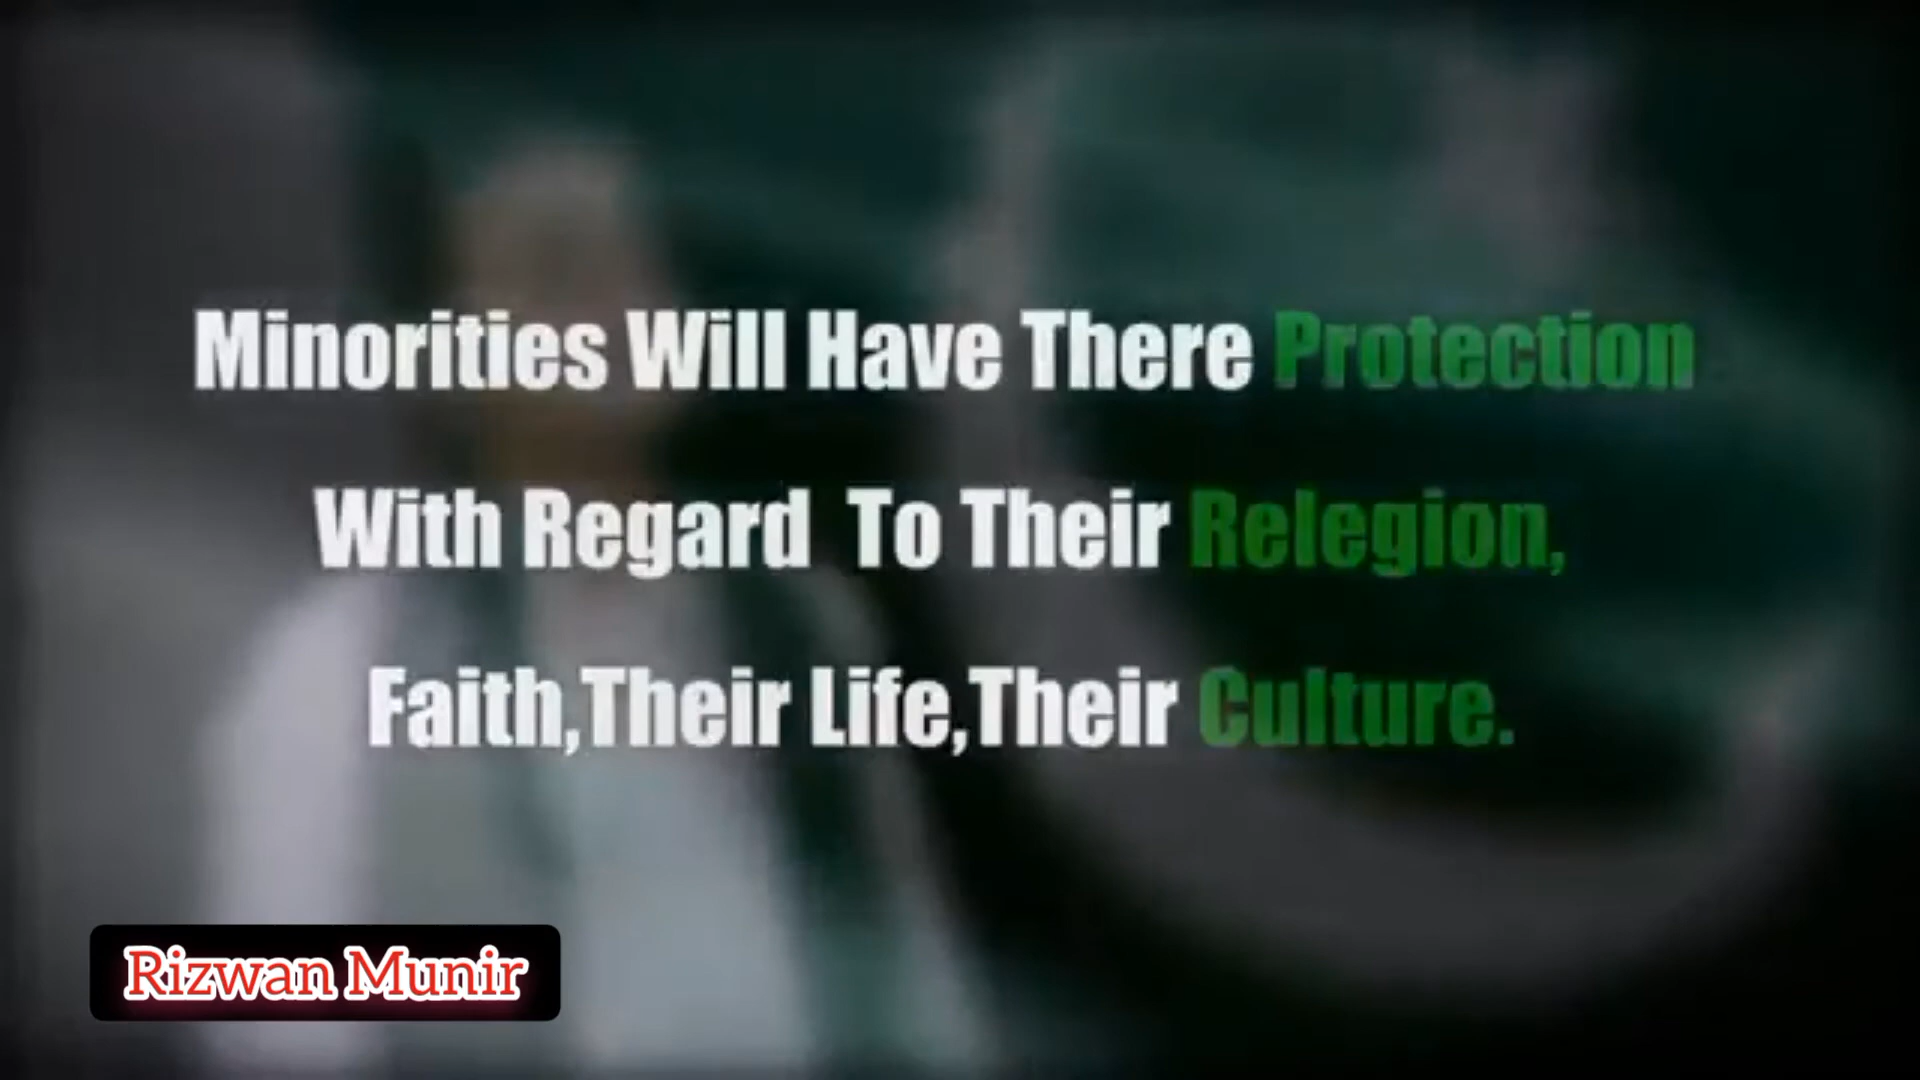 Minorities Will Have There Protection
With Regard To Their Relegion,
Faith,Their Life,Their Culture.
Rizwan Munir